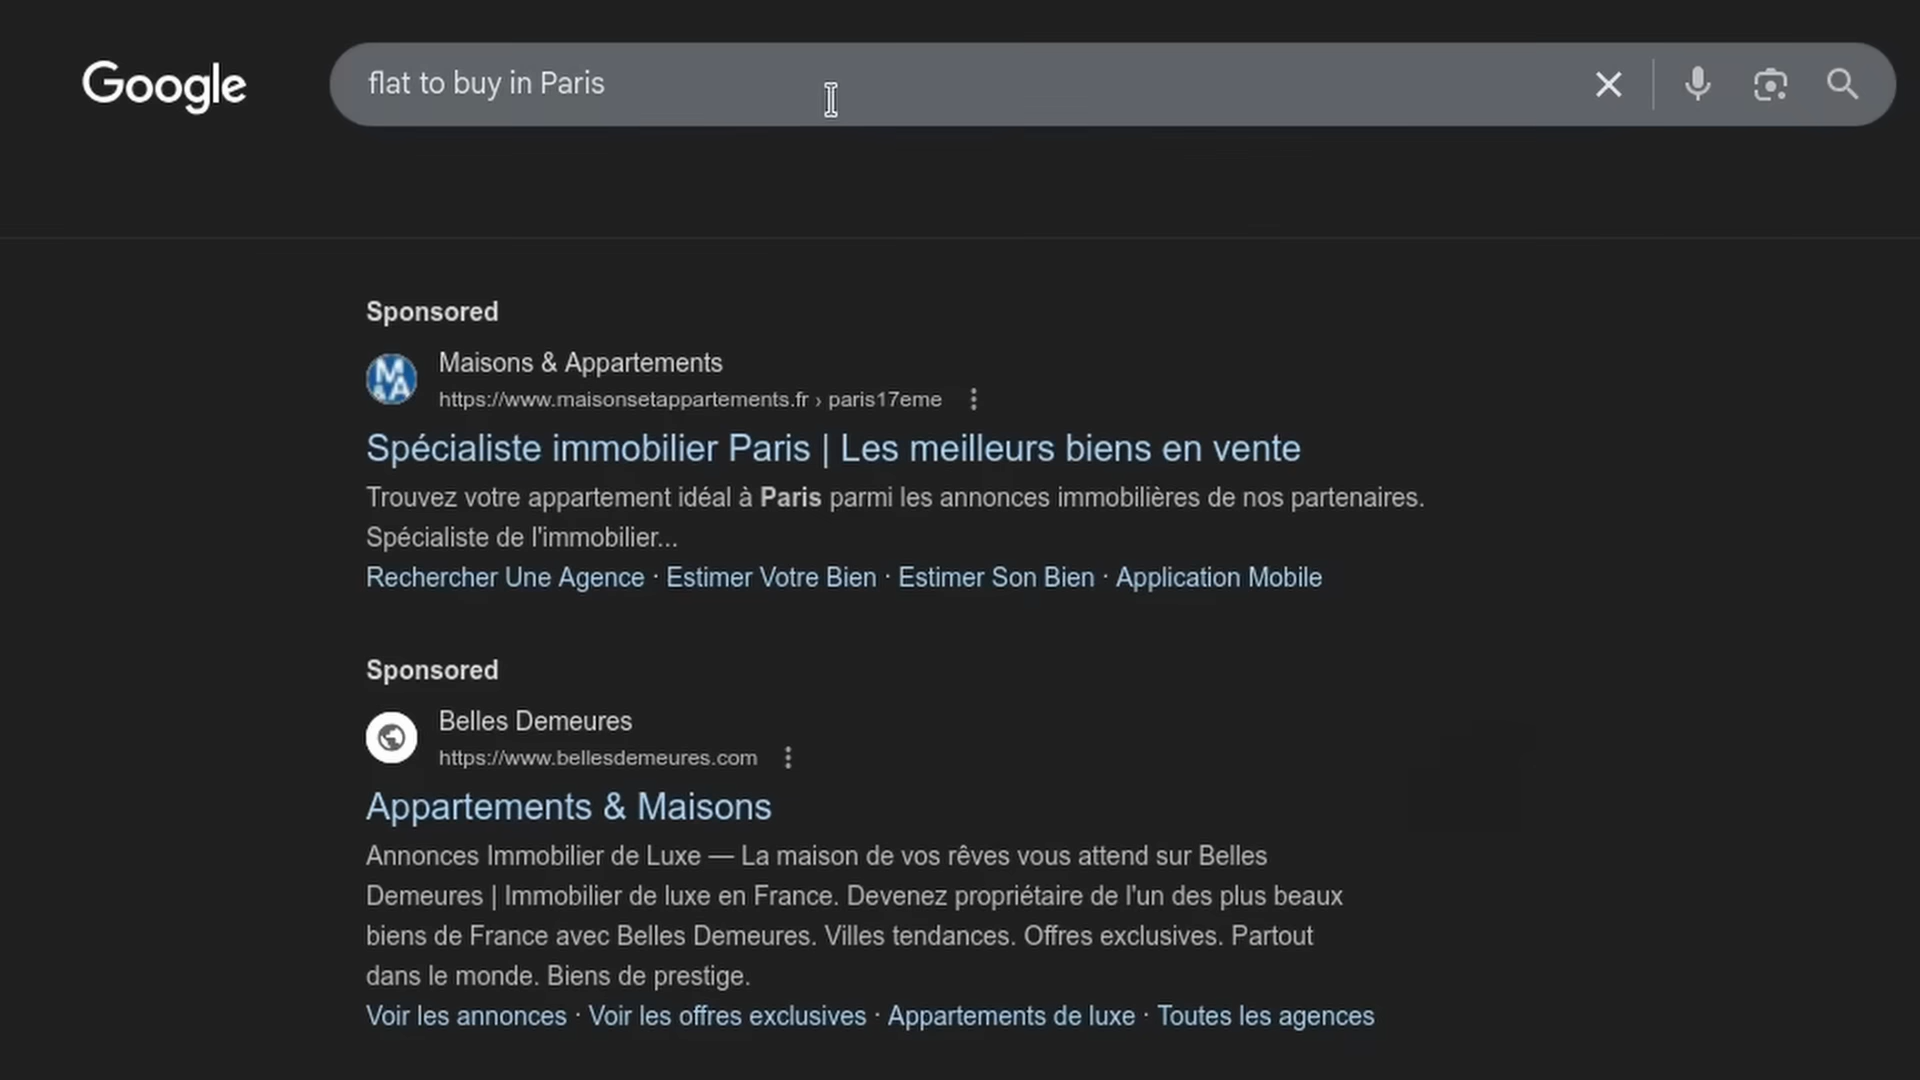 Google
flat to buy in Paris
Sponsored
M&A
Maisons & Appartements
https://www.maisonsetappartements.fr › paris17eme
Spécialiste immobilier Paris | Les meilleurs biens en vente
Trouvez votre appartement idéal à Paris parmi les annonces immobilières de nos partenaires.
Spécialiste de l'immobilier...
Rechercher Une Agence · Estimer Votre Bien · Estimer Son Bien · Application Mobile
Sponsored
Belles Demeures
https://www.bellesdemeures.com
Appartements & Maisons
Annonces Immobilier de Luxe — La maison de vos rêves vous attend sur Belles
Demeures | Immobilier de luxe en France. Devenez propriétaire de l'un des plus beaux
biens de France avec Belles Demeures. Villes tendances. Offres exclusives. Partout
dans le monde. Biens de prestige.
Voir les annonces · Voir les offres exclusives · Appartements de luxe · Toutes les agences